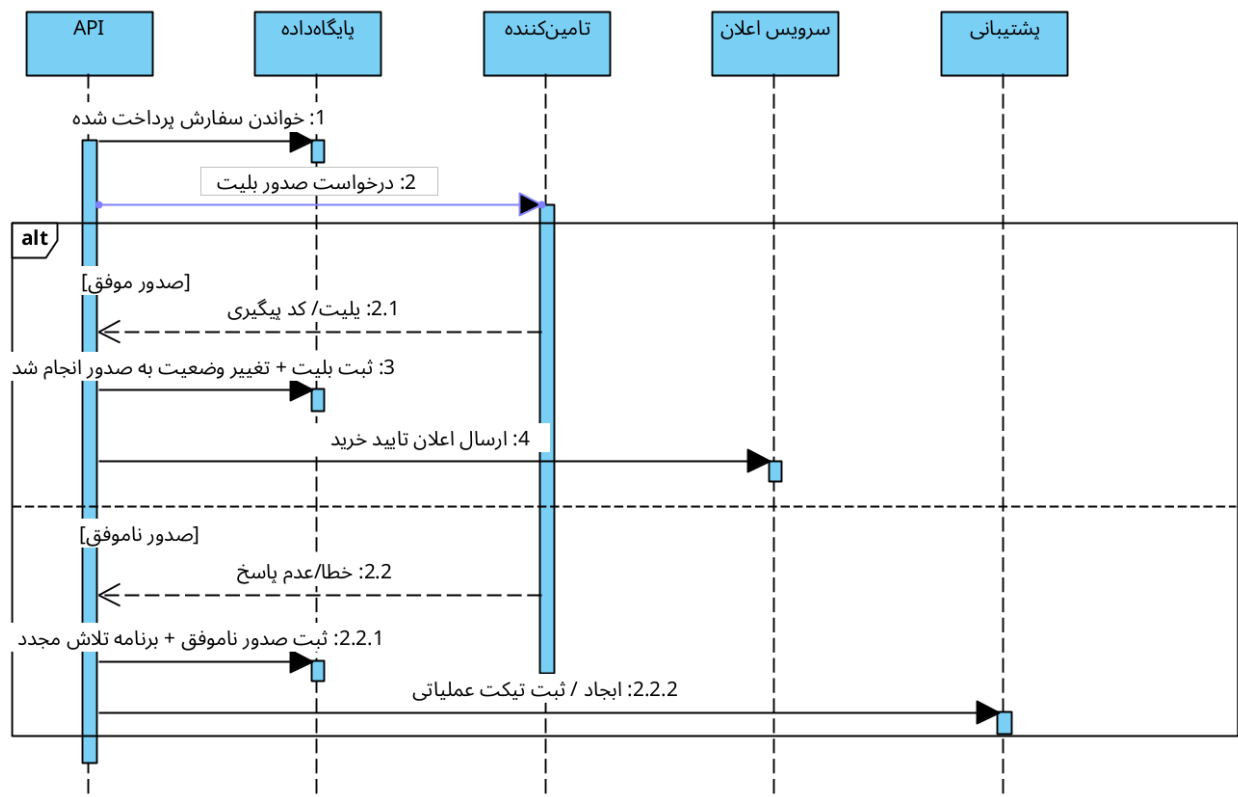 API
پایگاه‌داده
تامین‌کننده
سرویس اعلان
پشتیبانی
1: خواندن سفارش پرداخت شده
2: درخواست صدور بلیت
alt
[صدور موفق]
2.1: یلیت/ کد پیگیری
3: ثبت بلیت + تغییر وضعیت به صدور انجام شد
4: ارسال اعلان تایید خرید
[صدور ناموفق]
2.2: خطا/عدم پاسخ
2.2.1: ثبت صدور ناموفق + برنامه تلاش مجدد
2.2.2: ابجاد / ثبت تیکت عملیاتی